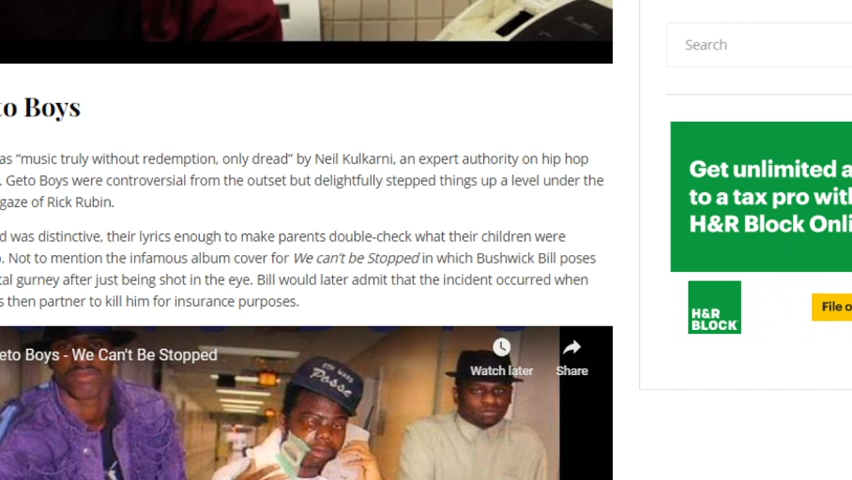 to Boys
as “music truly without redemption, only dread” by Neil Kulkarni, an expert authority on hip hop
. Geto Boys were controversial from the outset but delightfully stepped things up a level under the
gaze of Rick Rubin.
d was distinctive, their lyrics enough to make parents double-check what their children were
. Not to mention the infamous album cover for We can't be Stopped in which Bushwick Bill poses
cal gurney after just being shot in the eye. Bill would later admit that the incident occurred when
s then partner to kill him for insurance purposes.
eto Boys - We Can't Be Stopped
Watch later
Share
5TH WARD
Posse
Search
Get unlimited a
to a tax pro with
H&R Block Onli
H&R
BLOCK
File o